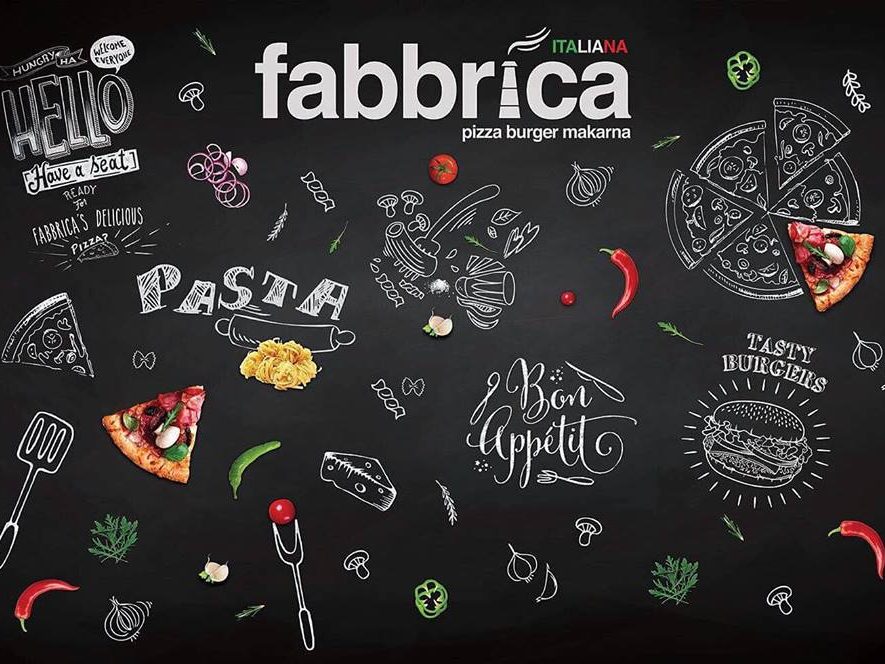 ITALIANA
fabbrica
pizza burger makarna
HUNGRY HA
WELCOME
EVERYONE
HELLO
Have a seat
READY
for
FABBRICA'S DELICIOUS
PIZZA?
PASTA
Bon
Appétit
TASTY
BURGERS